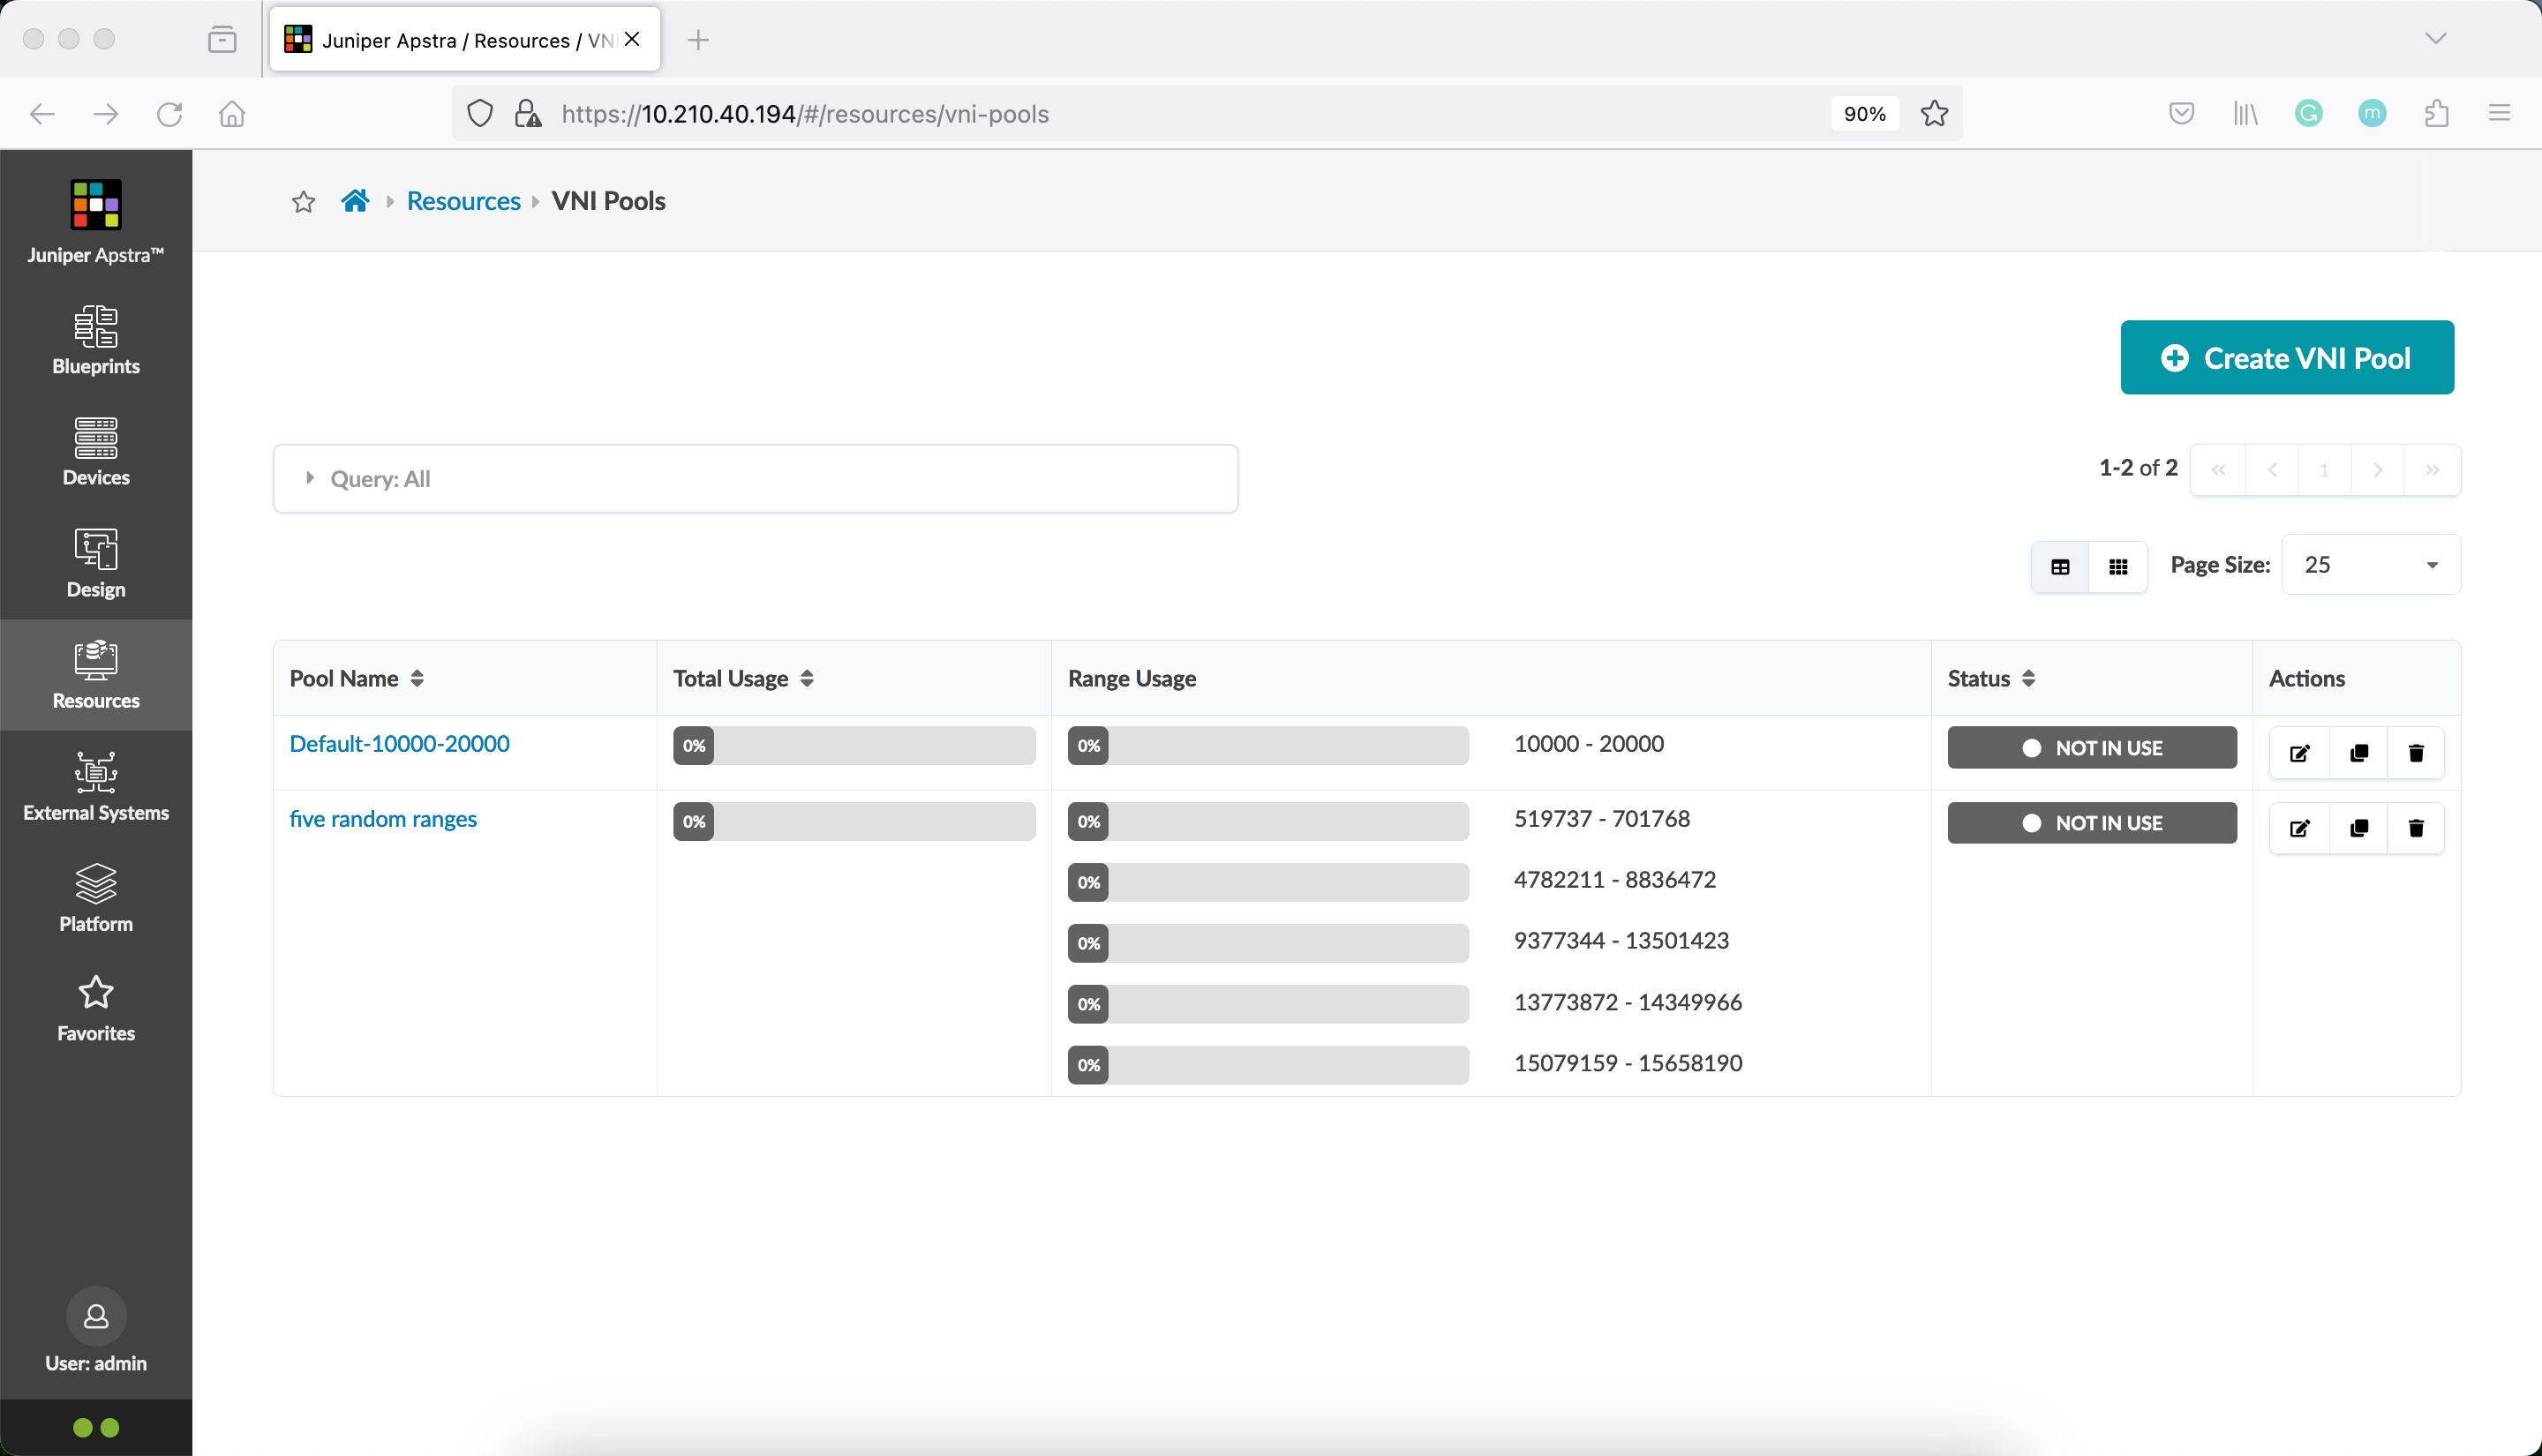 Juniper Apstra / Resources / VN
https://10.210.40.194/#/resources/vni-pools
90%
G
m
Juniper Apstra™
Blueprints
Devices
Design
Resources
External Systems
Platform
Favorites
User: admin
Resources
VNI Pools
Create VNI Pool
Query: All
1-2 of 2
«
‹
1
›
»
Page Size:
25
Pool Name
Total Usage
Range Usage
Status
Actions
Default-10000-20000
0%
0%
10000 - 20000
NOT IN USE
five random ranges
0%
0%
519737 - 701768
NOT IN USE
0%
4782211 - 8836472
0%
9377344 - 13501423
0%
13773872 - 14349966
0%
15079159 - 15658190